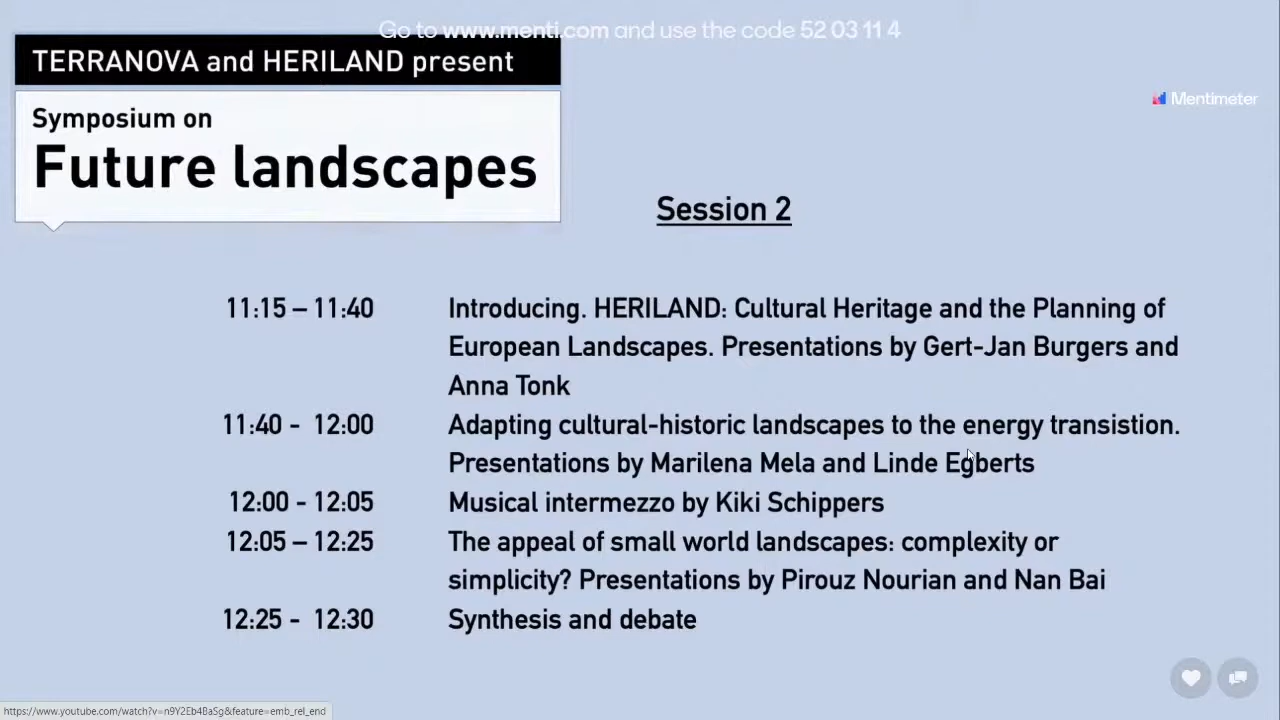 Go to www.menti.com and use the code 52 03 11 4
TERRANOVA and HERILAND present
Mentimeter
Symposium on
Future landscapes
Session 2
11:15 – 11:40 Introducing. HERILAND: Cultural Heritage and the Planning of
European Landscapes. Presentations by Gert-Jan Burgers and
Anna Tonk
11:40 - 12:00 Adapting cultural-historic landscapes to the energy transistion.
Presentations by Marilena Mela and Linde Egberts
12:00 - 12:05 Musical intermezzo by Kiki Schippers
12:05 – 12:25 The appeal of small world landscapes: complexity or
simplicity? Presentations by Pirouz Nourian and Nan Bai
12:25 - 12:30 Synthesis and debate
https://www.youtube.com/watch?v=n9Y2Eb4BaSg&feature=emb_rel_end